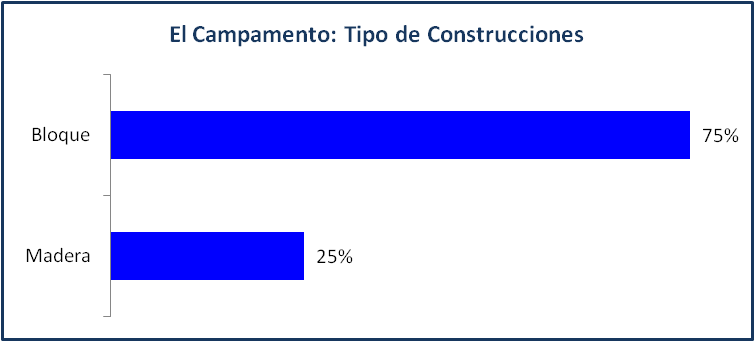 El Campamento: Tipo de Construcciones
Bloque
75%
Madera
25%